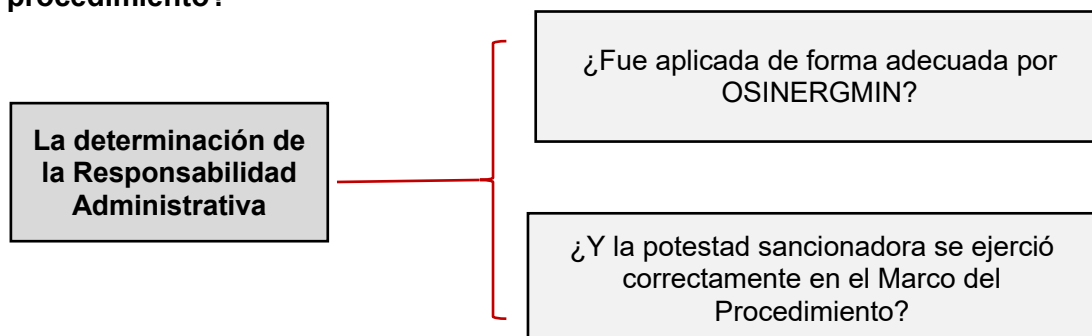 procedimiento?
¿Fue aplicada de forma adecuada por
OSINERGMIN?
La determinación de
la Responsabilidad
Administrativa
¿Y la potestad sancionadora se ejerció
correctamente en el Marco del
Procedimiento?